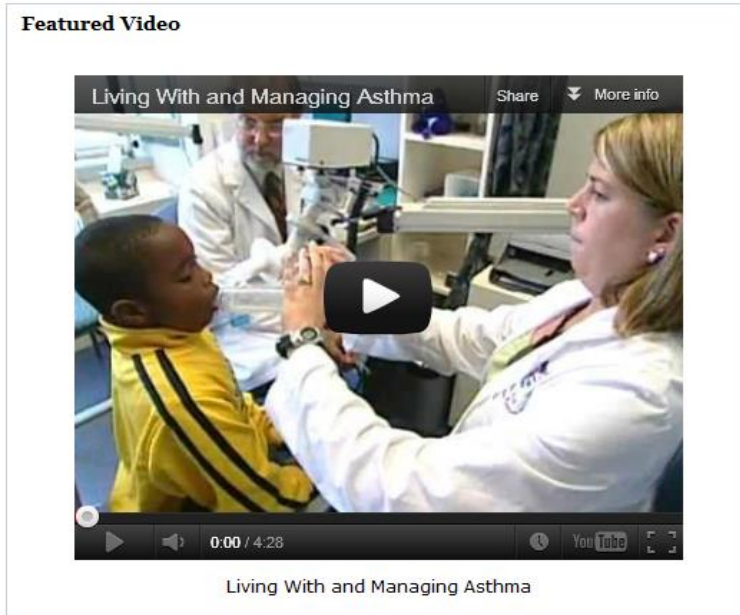 Featured Video
Living With and Managing Asthma Share More info
0:00 / 4:28 YouTube
Living With and Managing Asthma